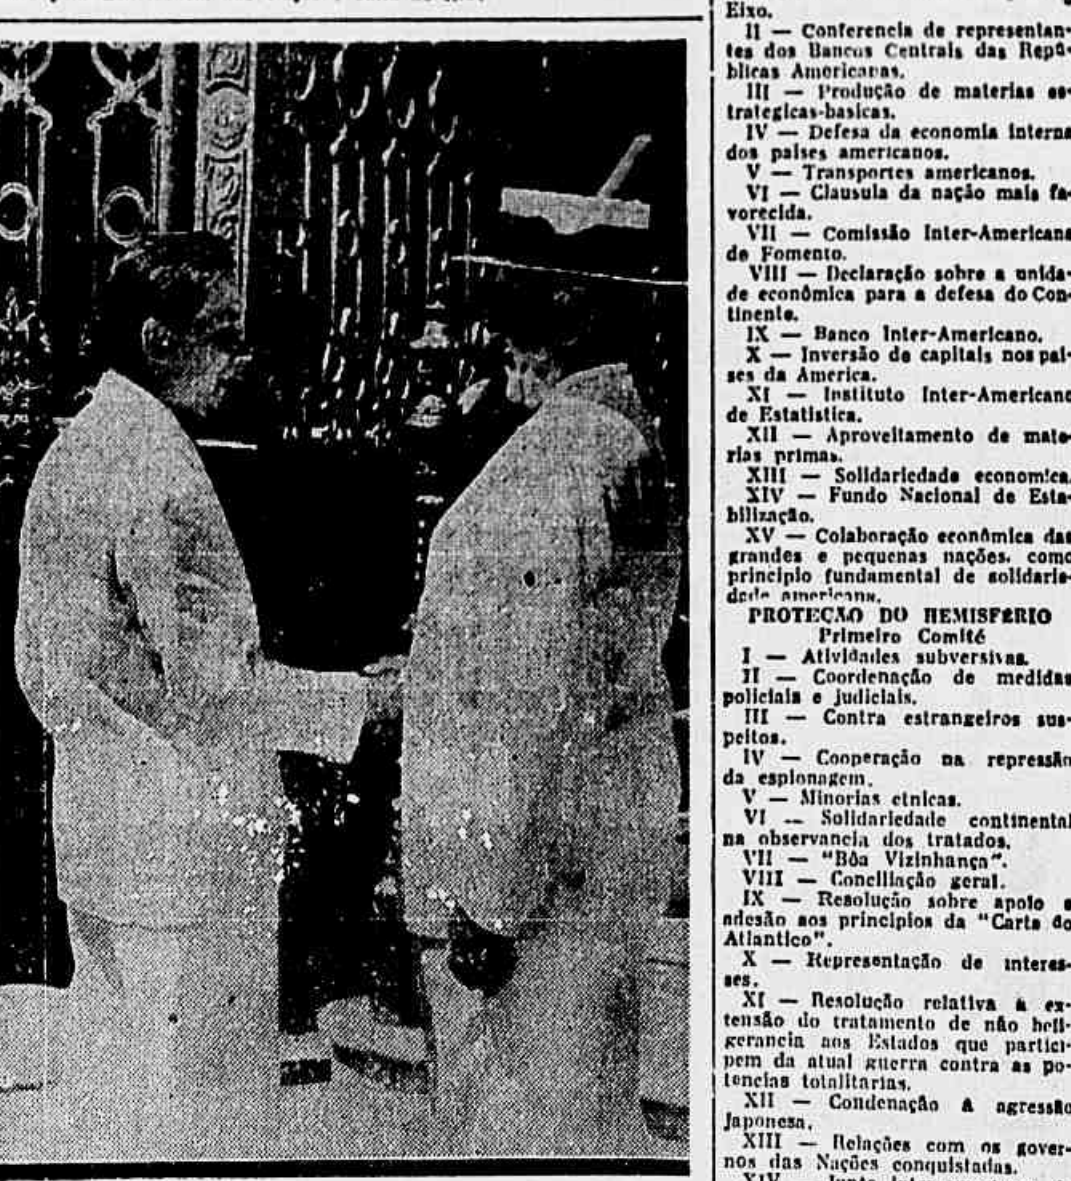 Eixo.
II — Conferencia de representan-
tes dos Bancos Centrais das Repú-
blicas Americanas.
III — Produção de materias es-
trategicas-basicas.
IV — Defesa da economia interna
dos paises americanos.
V — Transportes americanos.
VI — Clausula da nação mais fa-
vorecida.
VII — Comissão Inter-Americana
de Fomento.
VIII — Declaração sobre a unida-
de econômica para a defesa do Con-
tinente.
IX — Banco Inter-Americano.
X — Inversão de capitais nos pai-
ses da America.
XI — Instituto Inter-Americano
de Estatistica.
XII — Aproveitamento de mate-
rias primas.
XIII — Solidariedade economica.
XIV — Fundo Nacional de Esta-
bilização.
XV — Colaboração econômica das
grandes e pequenas nações, como
principio fundamental de solidarie-
dade americana.
PROTEÇÃO DO HEMISFÉRIO
Primeiro Comité
I — Atividades subversivas.
II — Coordenação de medidas
policiais e judiciais.
III — Contra estrangeiros sus-
peitos.
IV — Cooperação na repressão
da espionagem.
V — Minorias etnicas.
VI — Solidariedade continental
na observancia dos tratados.
VII — "Bôa Vizinhança".
VIII — Conciliação geral.
IX — Resolução sobre apoio e
adesão aos principios da "Carta do
Atlantico".
X — Representação de interes-
ses.
XI — Resolução relativa á ex-
tensão do tratamento de não beli-
gerancia aos Estados que partici-
pem da atual guerra contra as po-
tencias totalitarias.
XII — Condenação á agressão
Japonesa.
XIII — Relações com os gover-
nos das Nações conquistadas.
XIV — Junta